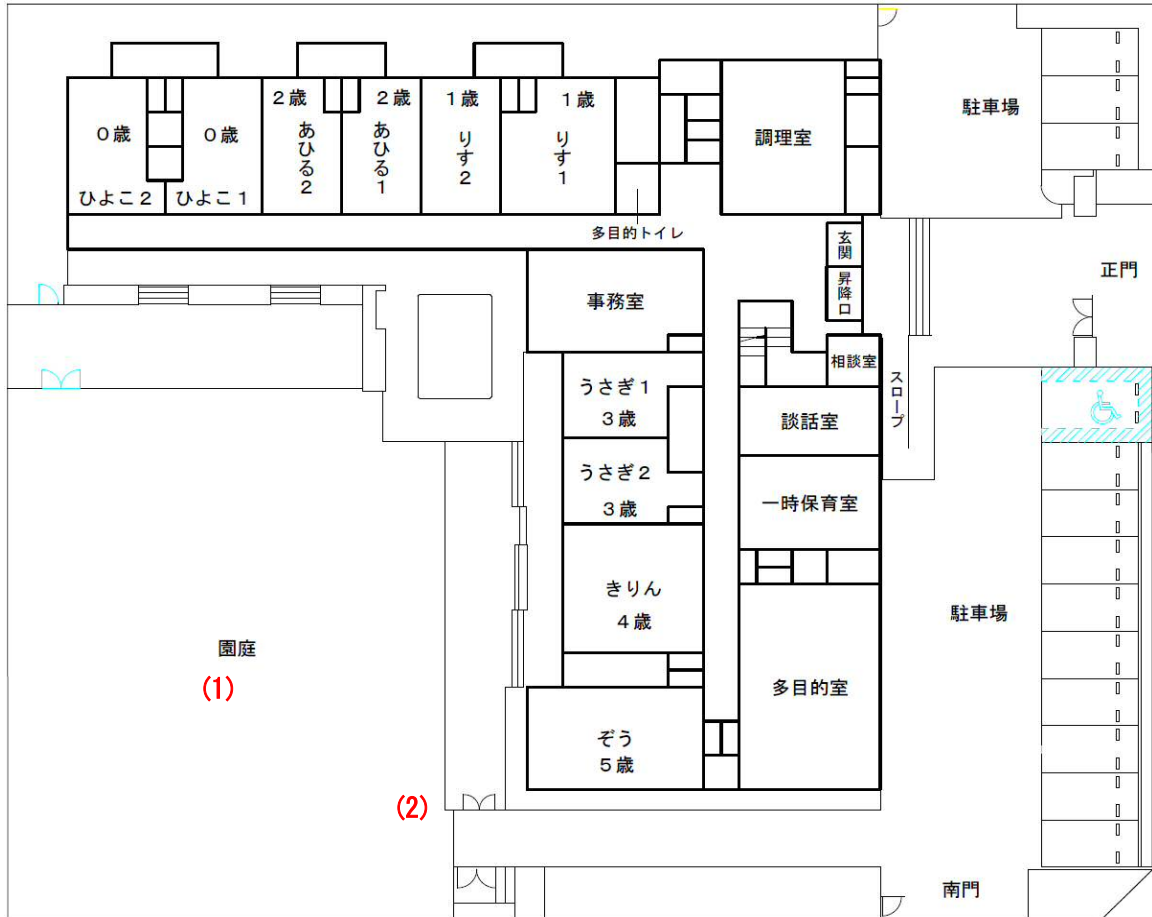 0歳
ひよこ2
0歳
ひよこ1
2歳
あひる2
2歳
あひる1
1歳
りす2
1歳
りす1
多目的トイレ
調理室
駐車場
玄関
昇降口
正門
事務室
相談室
スロープ
うさぎ1
3歳
談話室
うさぎ2
3歳
一時保育室
きりん
4歳
駐車場
園庭
(1)
多目的室
ぞう
5歳
(2)
南門